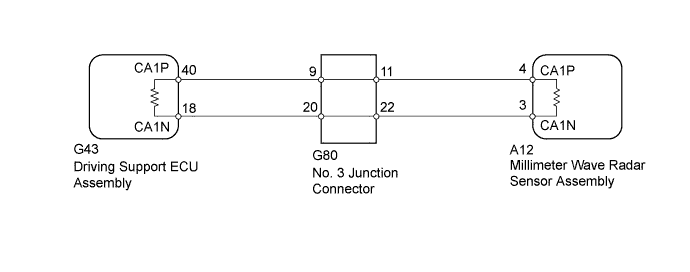 CA1P
40
9
11
4
CA1P
CA1N
18
20
22
3
CA1N
G43
Driving Support ECU
Assembly
G80
No. 3 Junction
Connector
A12
Millimeter Wave Radar
Sensor Assembly